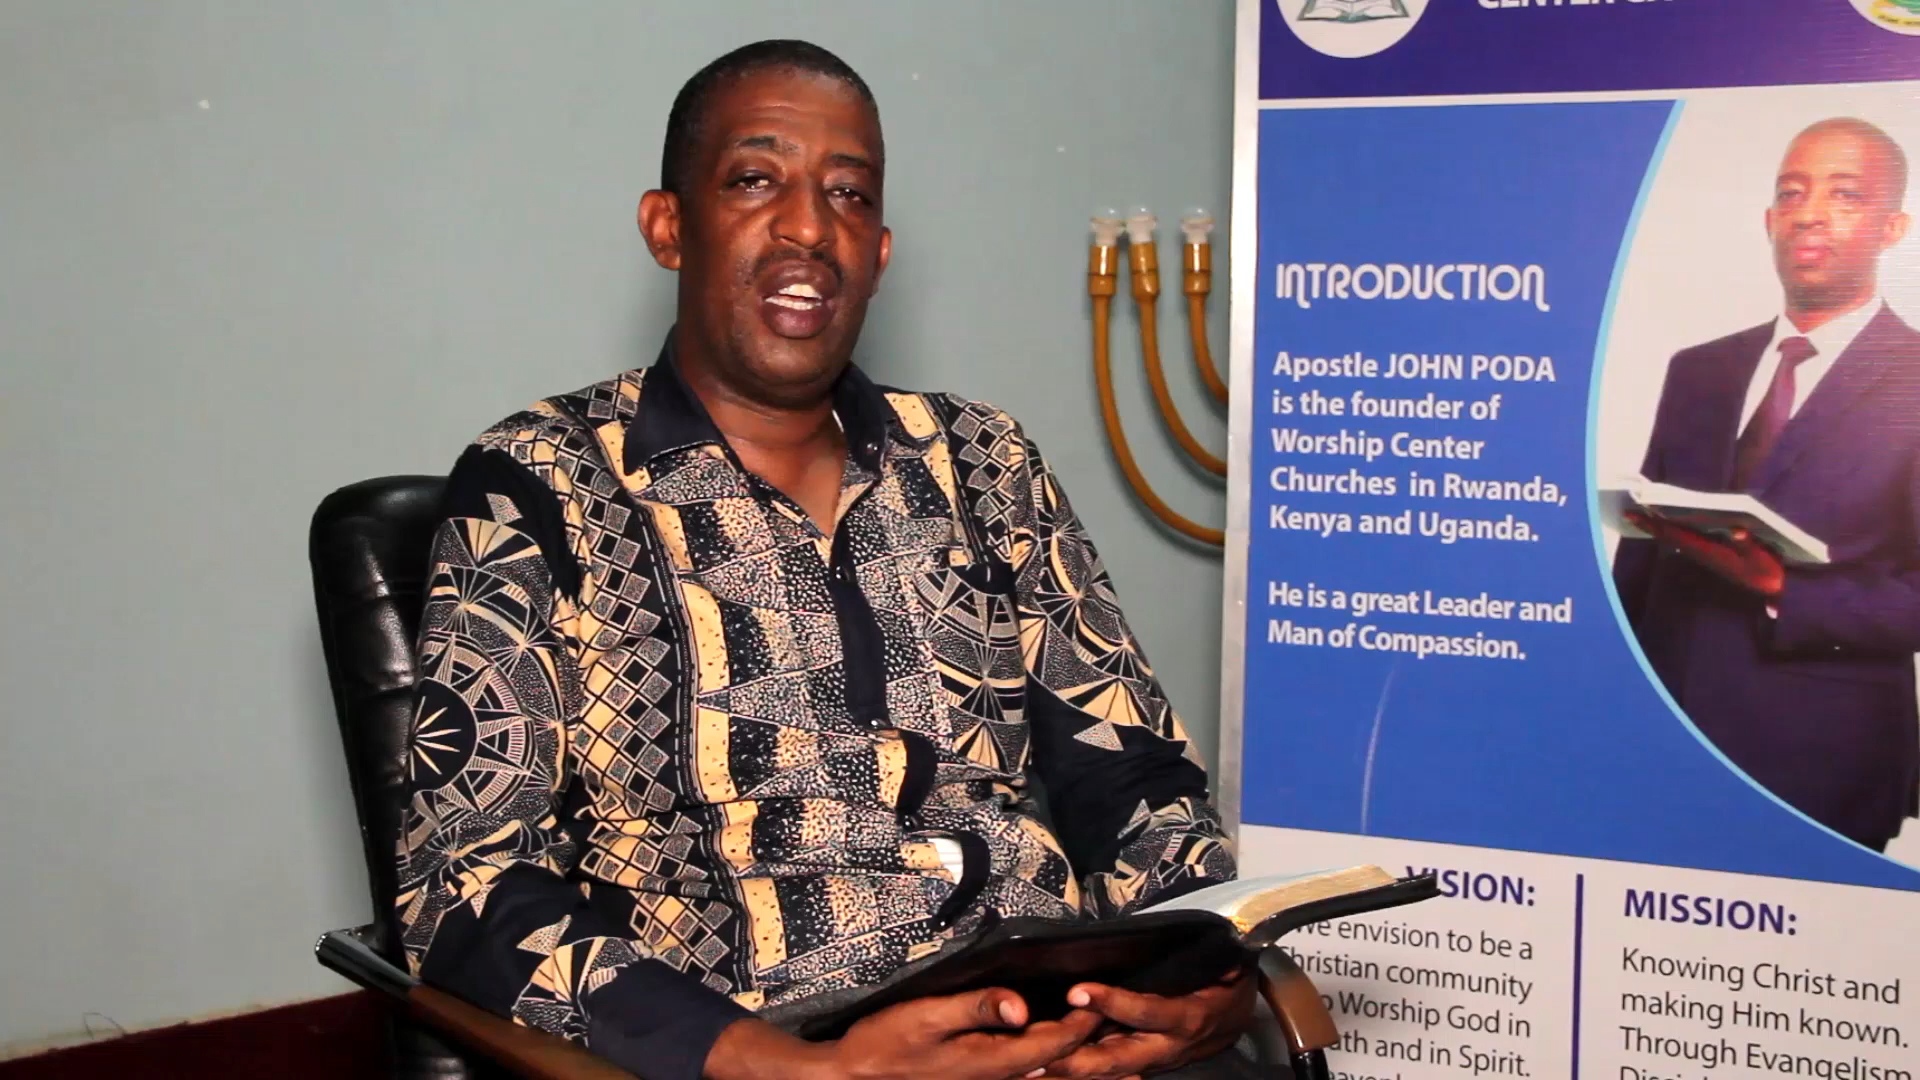 INTRODUCTION
Apostle JOHN PODA
is the founder of
Worship Center
Churches in Rwanda,
Kenya and Uganda.
He is a great Leader and
Man of Compassion.
VISION:
we envision to be a
Christian community
Worship God in
and in Spirit.
MISSION:
Knowing Christ and
making Him known.
Through Evangelism